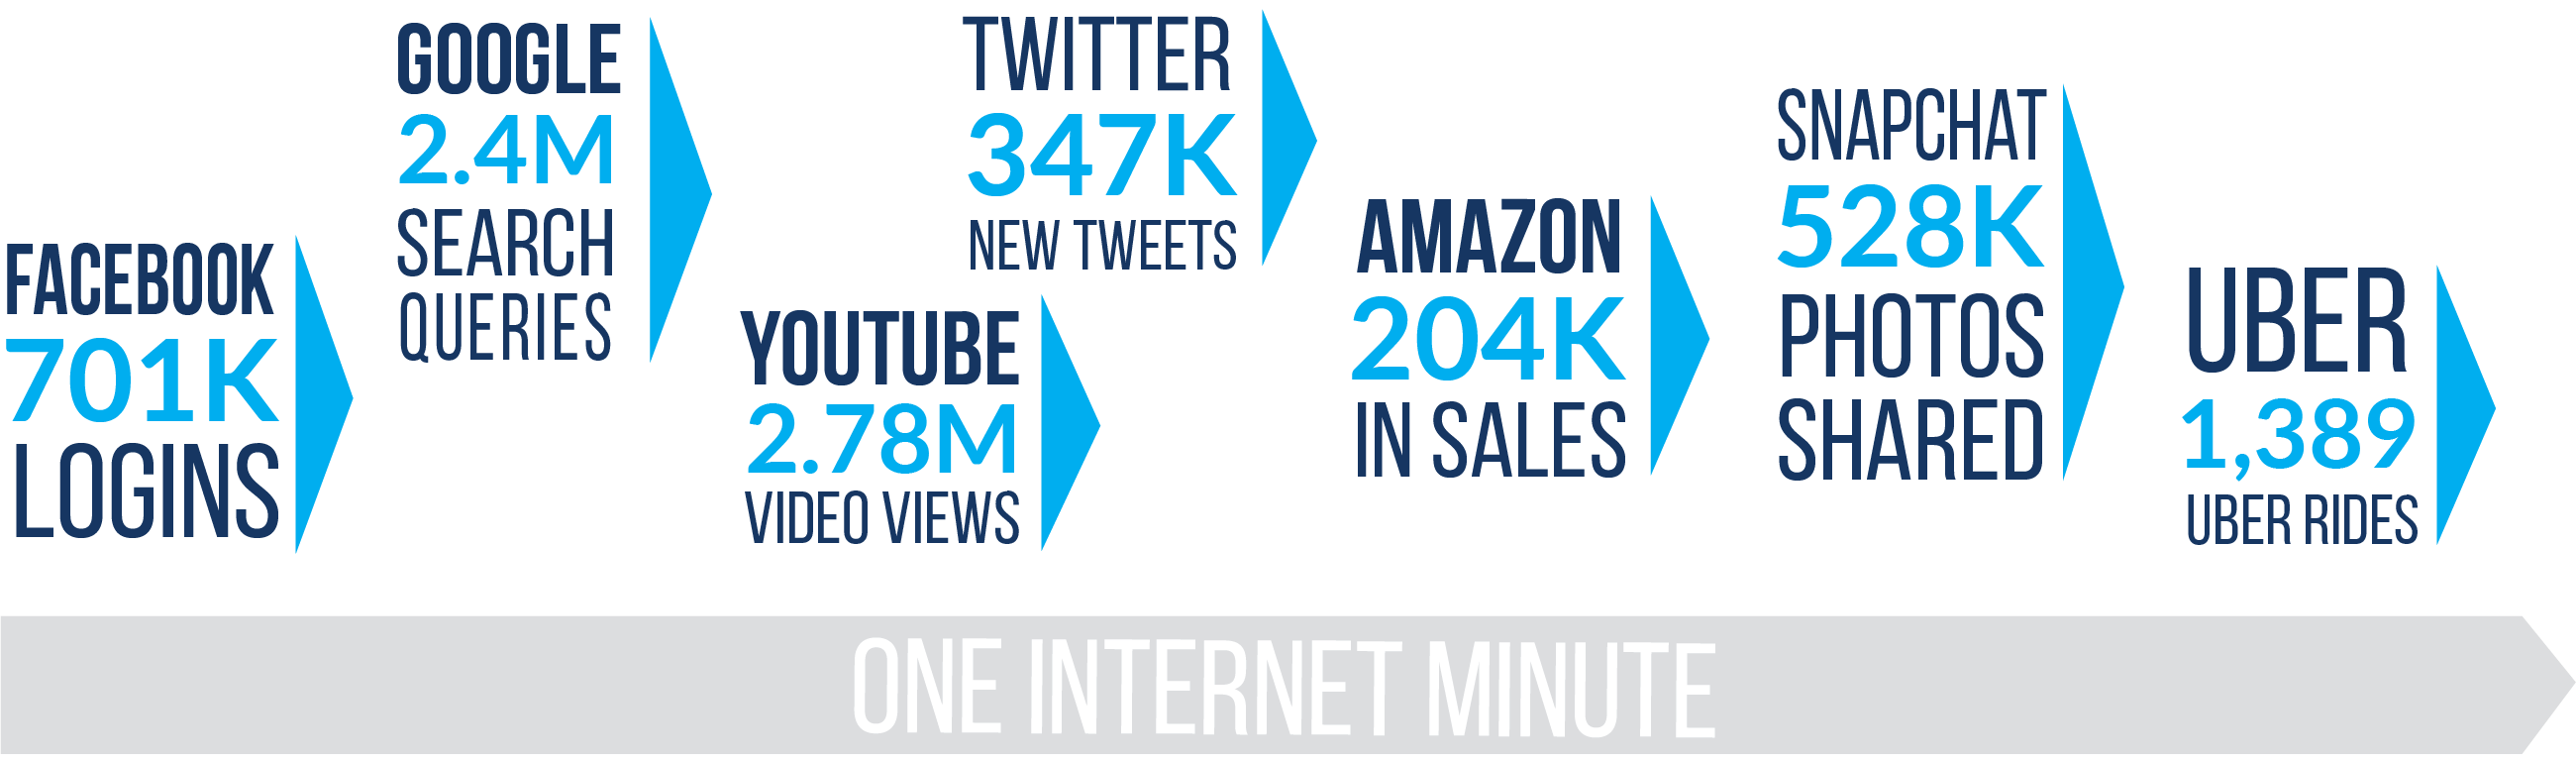 FACEBOOK
701K
LOGINS
GOOGLE
2.4M
SEARCH
QUERIES
YOUTUBE
2.78M
VIDEO VIEWS
TWITTER
347K
NEW TWEETS
AMAZON
204K
IN SALES
SNAPCHAT
528K
PHOTOS
SHARED
UBER
1,389
UBER RIDES
ONE INTERNET MINUTE